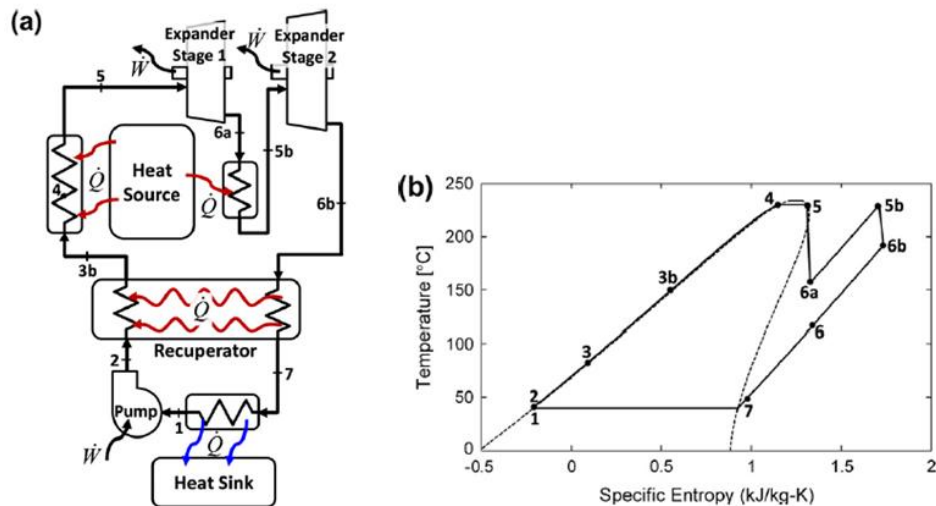 (a)
Expander
Stage 1
Expander
Stage 2
Ẇ
Ẇ
5
6a
5b
6b
4
Q̇
Heat
Source
Q̇
3b
Q̇
Recuperator
2
7
Pump
1
Q̇
Ẇ
Heat Sink
(b)
250
200
150
100
50
0
Temperature [°C]
4
5
5b
6b
3b
6a
6
3
2
1
7
-0.5
0
0.5
1
1.5
2
Specific Entropy (kJ/kg-K)